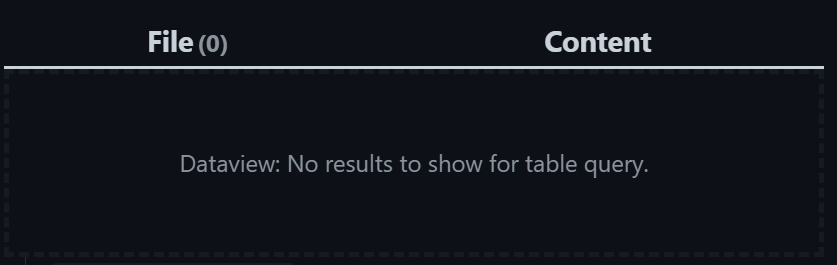 File (0) Content
Dataview: No results to show for table query.